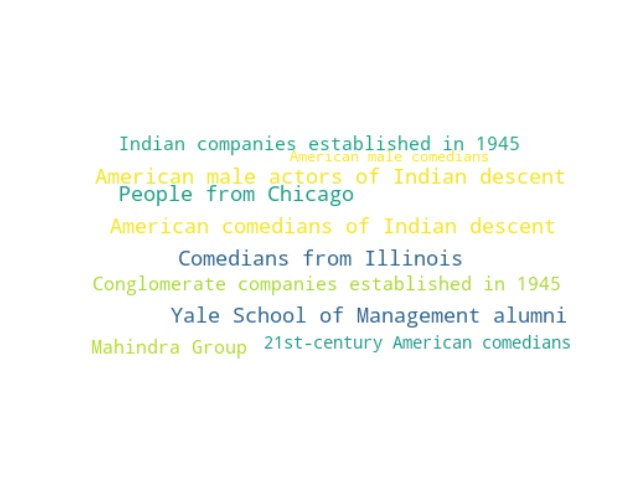 Indian companies established in 1945
American male comedians
American male actors of Indian descent
People from Chicago
American comedians of Indian descent
Comedians from Illinois
Conglomerate companies established in 1945
Yale School of Management alumni
Mahindra Group
21st-century American comedians